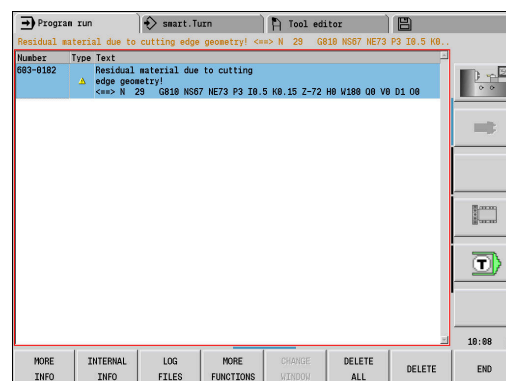 Program run smart.Turn Tool editor
Residual material due to cutting edge geometry! <==> N 29 G810 NS67 NE73 P3 I0.5 K0..
Number Type Text
603-0182 Residual material due to cutting
edge geometry!
<==> N 29 G810 NS67 NE73 P3 I0.5 K0.15 Z-72 H0 W180 Q0 V0 D1 O0
T
10:08
MORE INTERNAL LOG MORE CHANGE DELETE DELETE END
INFO INFO FILES FUNCTIONS WINDOW ALL